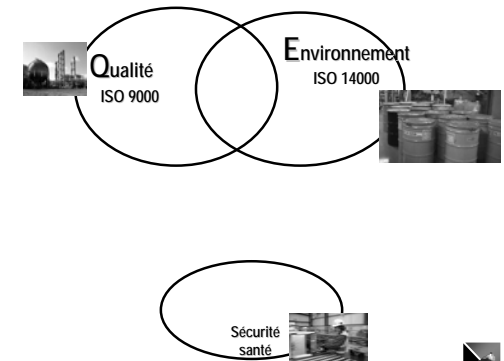 Qualité
ISO 9000
Environnement
ISO 14000
Sécurité
santé